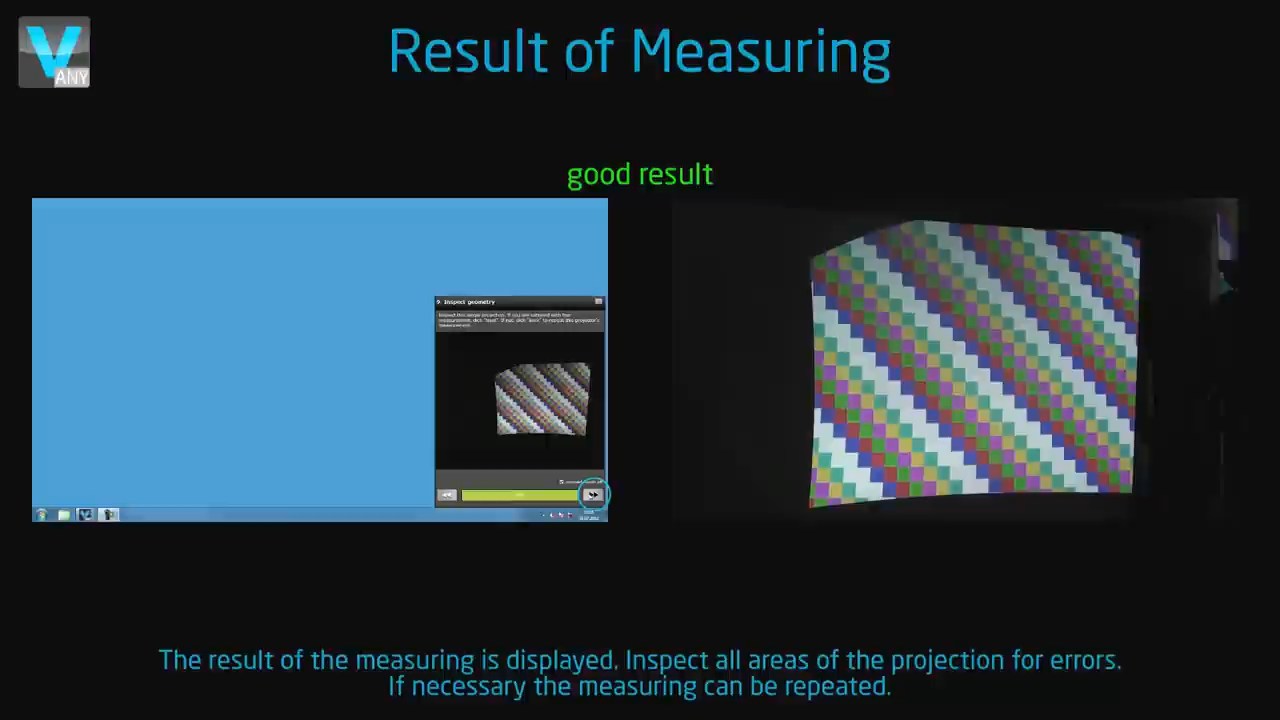 V
ANY
Result of Measuring
good result
9. Inspect geometry
The result of the measuring is displayed. Inspect all areas of the projection for errors.
If necessary the measuring can be repeated.